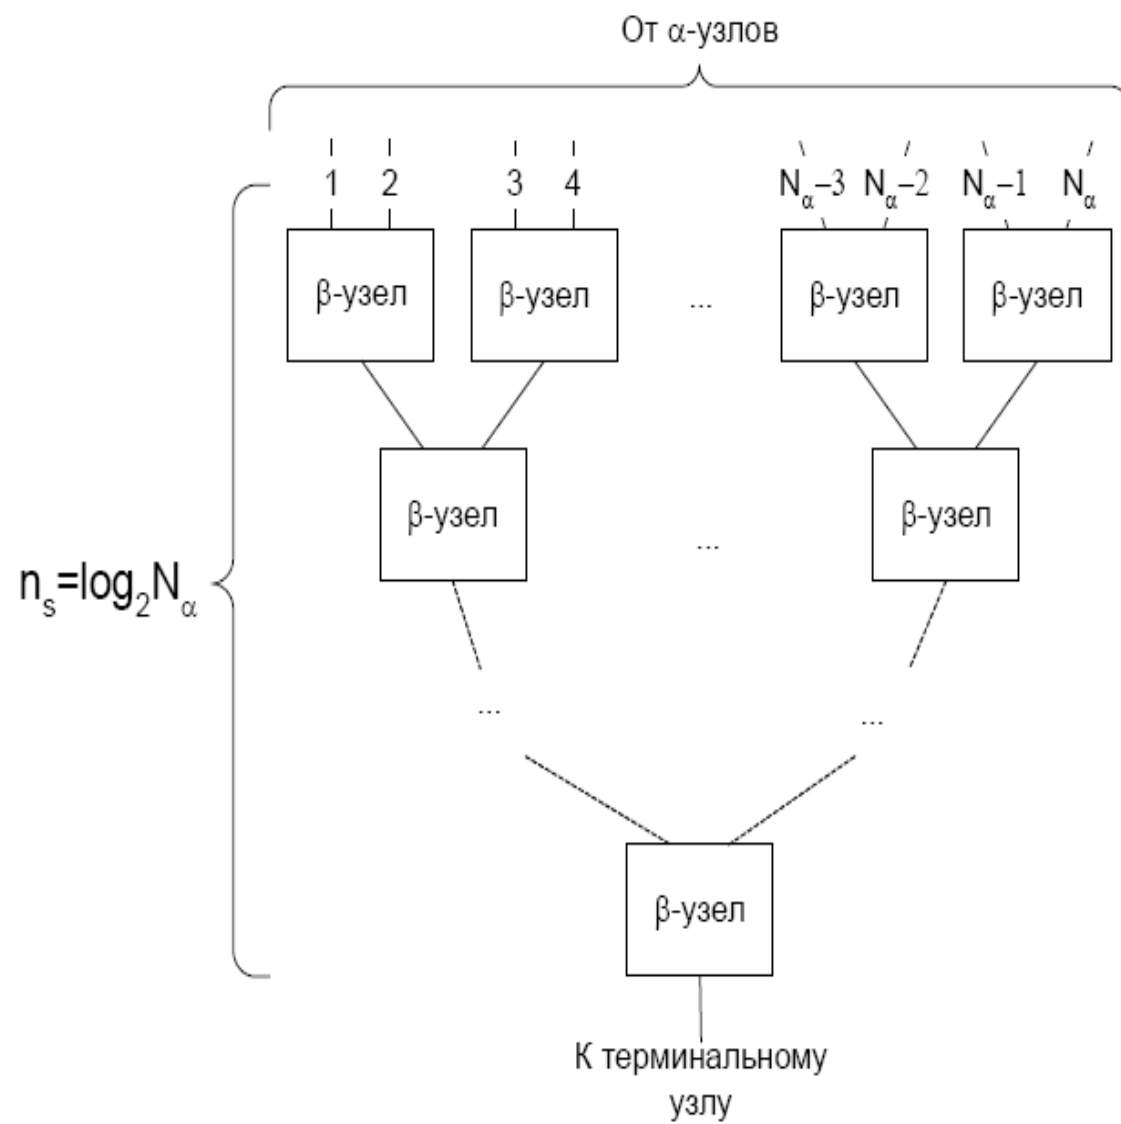 От α-узлов
1 2 3 4 Nα–3 Nα–2 Nα–1 Nα
β-узел β-узел ... β-узел β-узел
β-узел ... β-узел
ns=log2Nα
... ...
β-узел
К терминальному
узлу